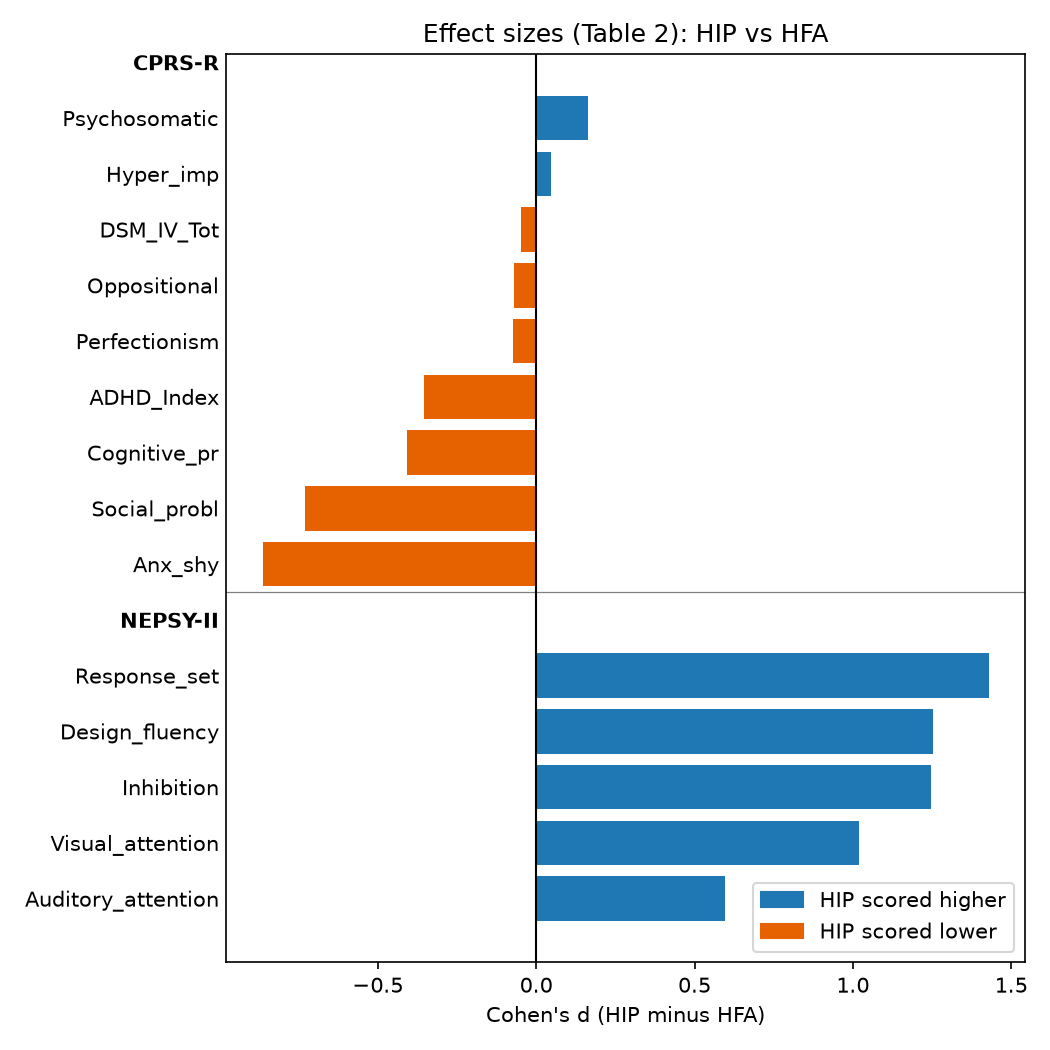 Effect sizes (Table 2): HIP vs HFA
CPRS-R
Psychosomatic
Hyper_imp
DSM_IV_Tot
Oppositional
Perfectionism
ADHD_Index
Cognitive_pr
Social_probl
Anx_shy
NEPSY-II
Response_set
Design_fluency
Inhibition
Visual_attention
Auditory_attention
HIP scored higher
HIP scored lower
−0.5 0.0 0.5 1.0 1.5
Cohen's d (HIP minus HFA)